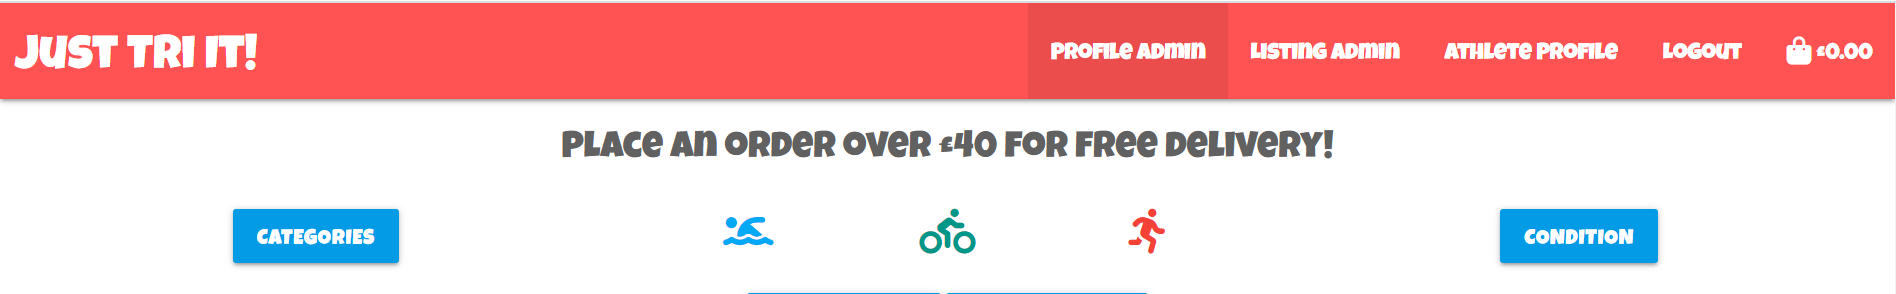 JUST TRI IT!
PROFILE ADMIN
LISTING ADMIN
ATHLETE PROFILE
LOGOUT
£0.00
PLACE AN ORDER OVER £40 FOR FREE DELIVERY!
CATEGORIES
CONDITION